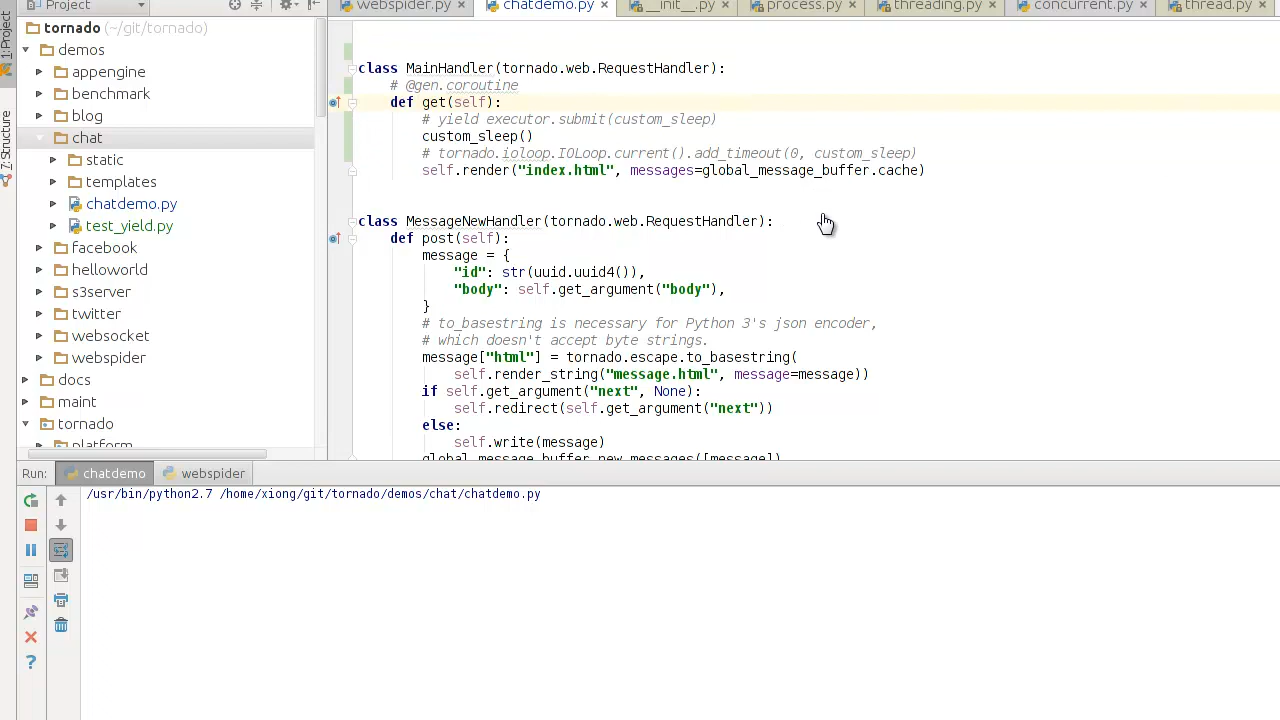 Project
webspider.py
chatdemo.py
__init__.py
process.py
threading.py
concurrent.py
thread.py
1: Project
7: Structure
tornado (~/git/tornado)
demos
appengine
benchmark
blog
chat
static
templates
chatdemo.py
test_yield.py
facebook
helloworld
s3server
twitter
websocket
webspider
docs
maint
tornado
platform
class MainHandler(tornado.web.RequestHandler):
# @gen.coroutine
def get(self):
# yield executor.submit(custom_sleep)
custom_sleep()
# tornado.ioloop.IOLoop.current().add_timeout(0, custom_sleep)
self.render("index.html", messages=global_message_buffer.cache)
class MessageNewHandler(tornado.web.RequestHandler):
def post(self):
message = {
"id": str(uuid.uuid4()),
"body": self.get_argument("body"),
}
# to_basestring is necessary for Python 3's json encoder,
# which doesn't accept byte strings.
message["html"] = tornado.escape.to_basestring(
self.render_string("message.html", message=message))
if self.get_argument("next", None):
self.redirect(self.get_argument("next"))
else:
self.write(message)
global_message_buffer.new_messages([message])
Run:
chatdemo
webspider
/usr/bin/python2.7 /home/xiong/git/tornado/demos/chat/chatdemo.py